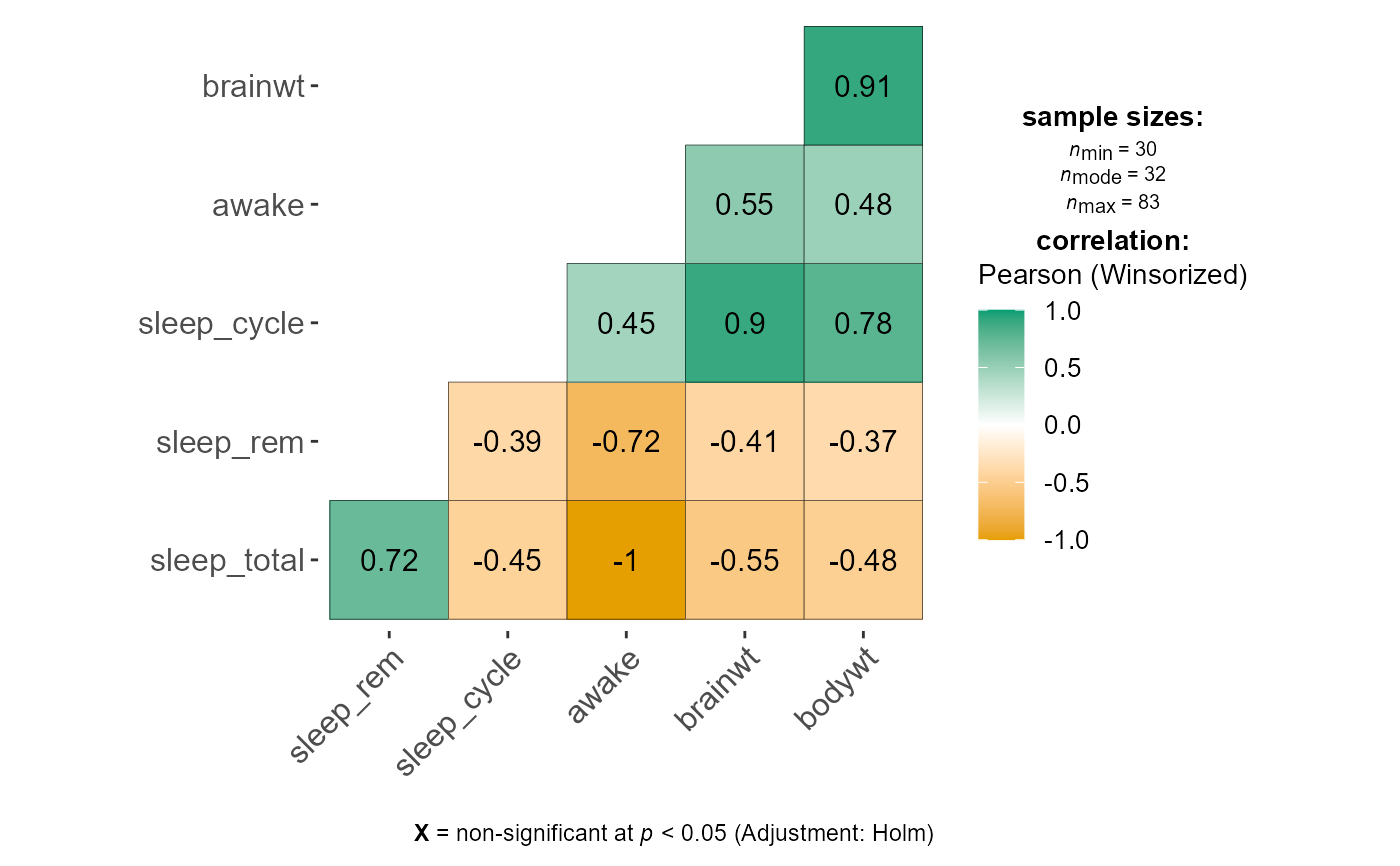 brainwt
0.91
awake
0.55 0.48
sleep_cycle
0.45 0.9 0.78
sleep_rem
-0.39 -0.72 -0.41 -0.37
sleep_total
0.72 -0.45 -1 -0.55 -0.48
sleep_rem
sleep_cycle
awake
brainwt
bodywt
sample sizes:
nmin = 30
nmode = 32
nmax = 83
correlation:
Pearson (Winsorized)
1.0
0.5
0.0
-0.5
-1.0
X = non-significant at p < 0.05 (Adjustment: Holm)